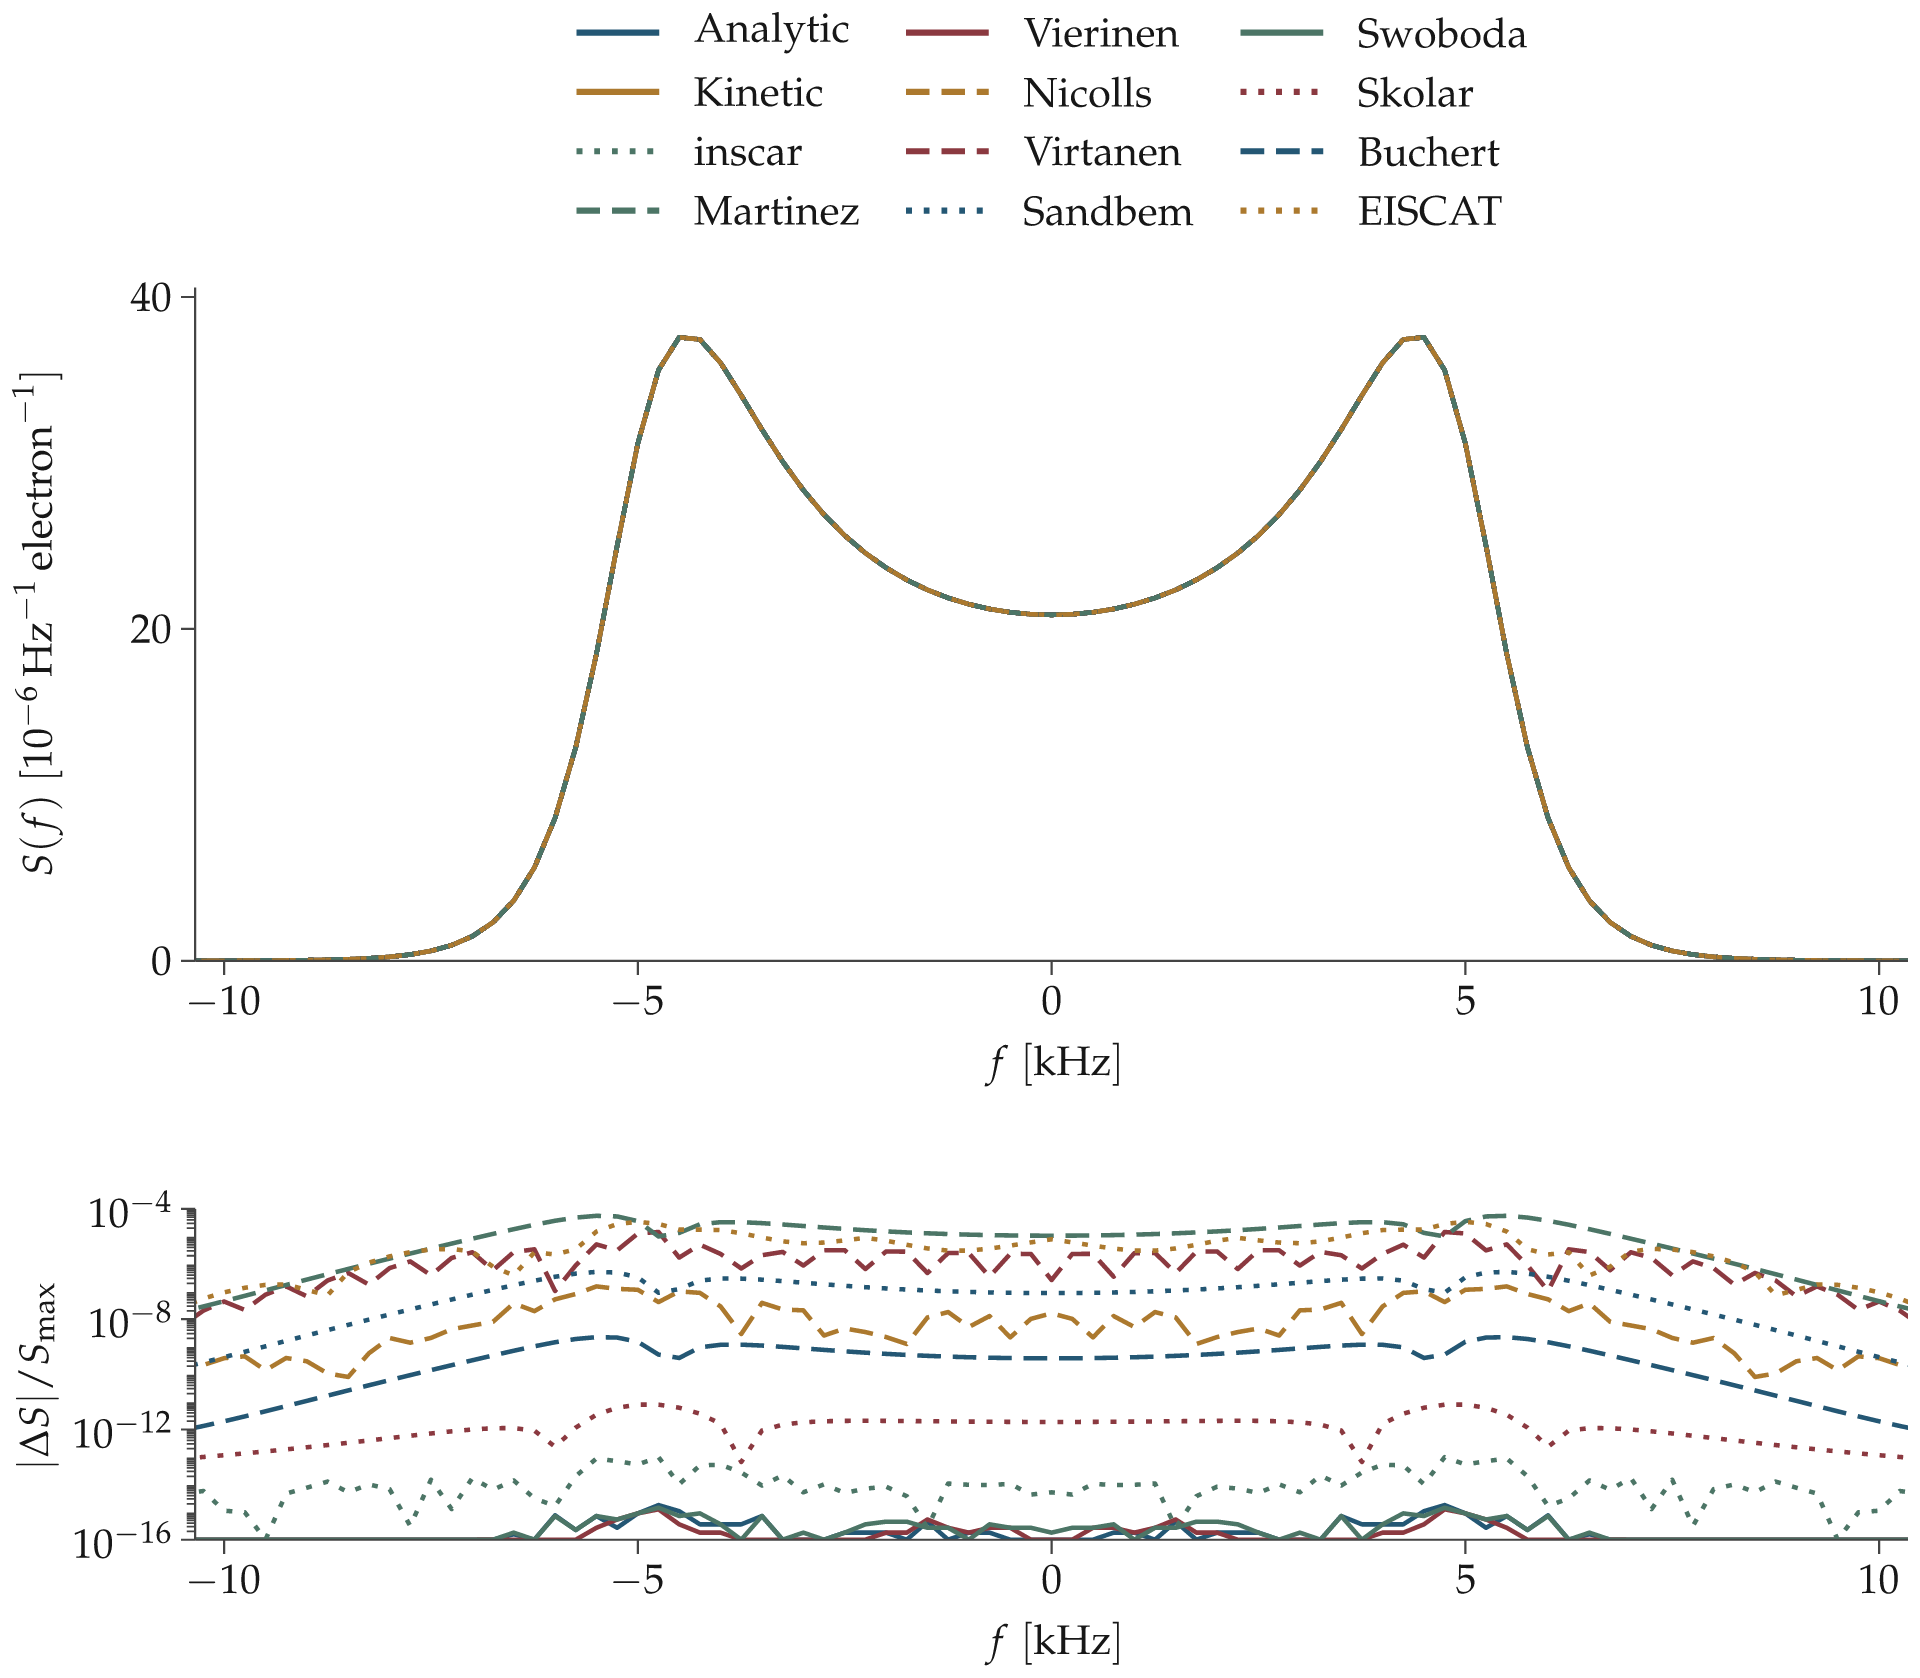 Analytic Vierinen Swoboda
Kinetic Nicolls Skolar
inscar Virtanen Buchert
Martinez Sandbem EISCAT
40
20
0
S(f) [10⁻⁶ Hz⁻¹ electron⁻¹]
−10 −5 0 5 10
f [kHz]
10⁻⁴
10⁻⁸
10⁻¹²
10⁻¹⁶
|ΔS|/Smax
−10 −5 0 5 10
f [kHz]